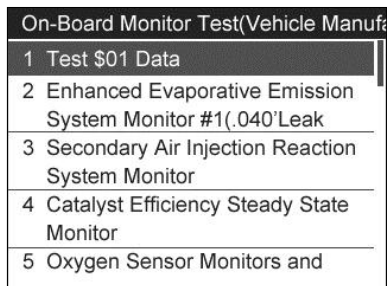 On-Board Monitor Test(Vehicle Manufa
1 Test $01 Data
2 Enhanced Evaporative Emission
System Monitor #1(.040'Leak
3 Secondary Air Injection Reaction
System Monitor
4 Catalyst Efficiency Steady State
Monitor
5 Oxygen Sensor Monitors and